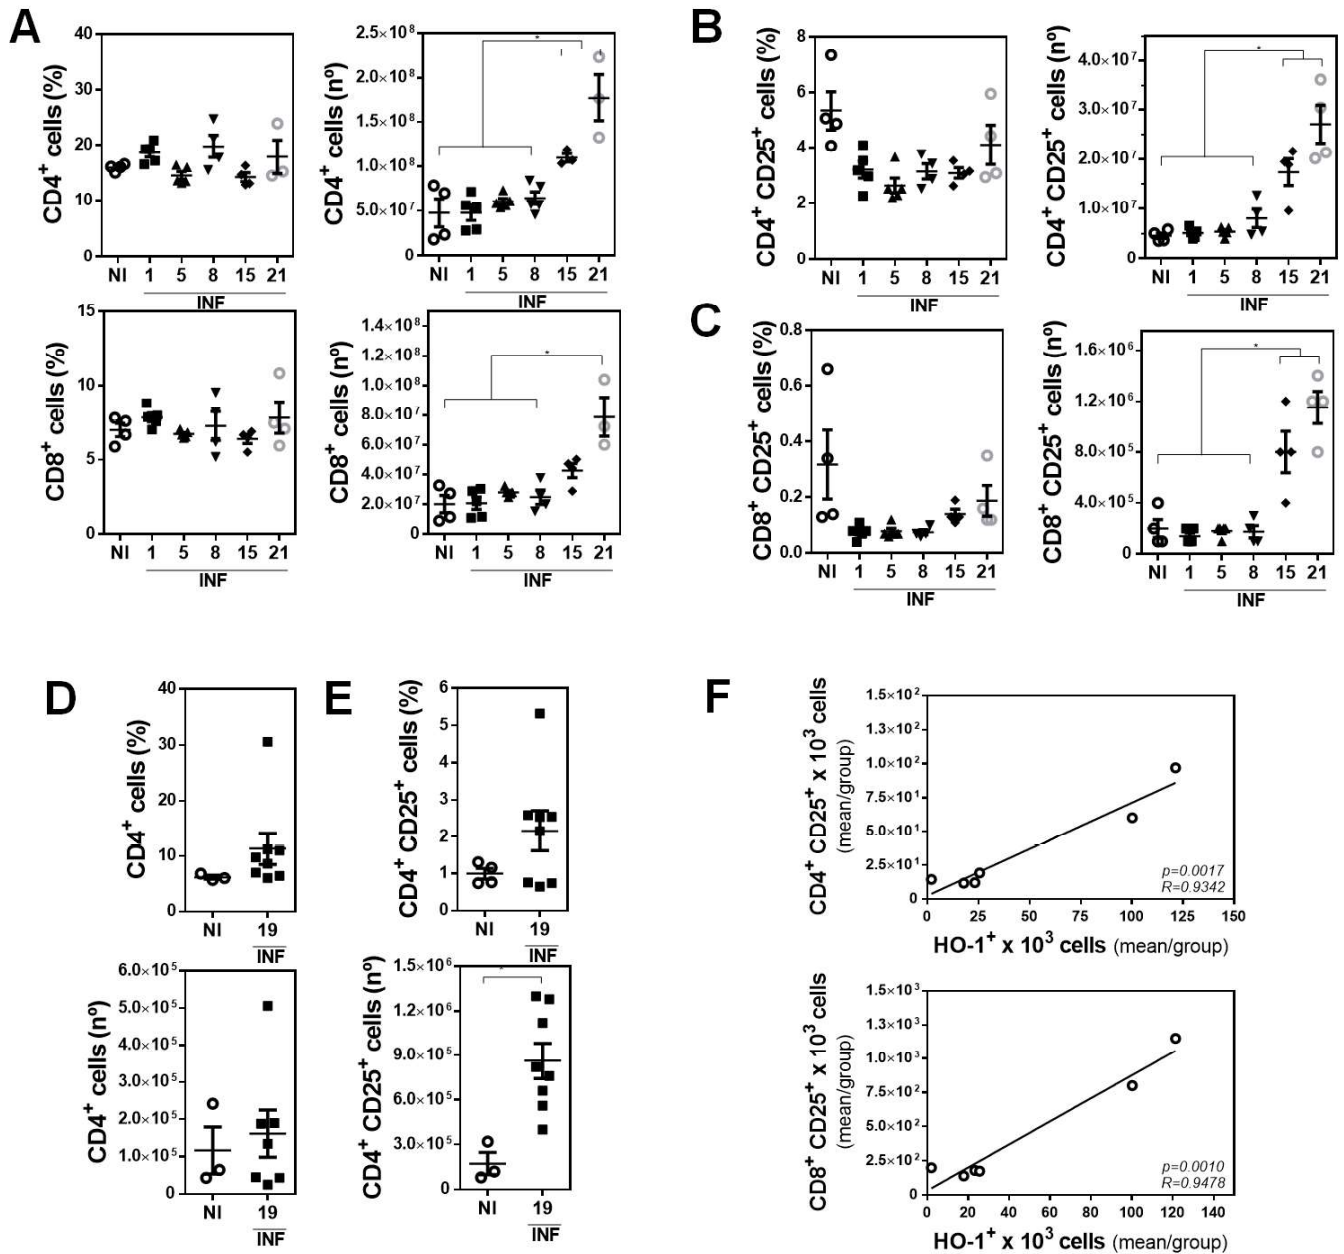 A
CD4+ cells (%)
40
30
20
10
0
NI 1 5 8 15 21
INF
CD4+ cells (nº)
2.5×10^8
2.0×10^8
1.5×10^8
1.0×10^8
5.0×10^7
0
*
NI 1 5 8 15 21
INF
CD8+ cells (%)
15
10
5
0
NI 1 5 8 15 21
INF
CD8+ cells (nº)
1.4×10^8
1.2×10^8
1.0×10^8
8.0×10^7
6.0×10^7
4.0×10^7
2.0×10^7
0
*
NI 1 5 8 15 21
INF
B
CD4+ CD25+ cells (%)
8
6
4
2
0
NI 1 5 8 15 21
INF
CD4+ CD25+ cells (nº)
4.0×10^7
3.0×10^7
2.0×10^7
1.0×10^7
0
*
NI 1 5 8 15 21
INF
C
CD8+ CD25+ cells (%)
0.8
0.6
0.4
0.2
0.0
NI 1 5 8 15 21
INF
CD8+ CD25+ cells (nº)
1.6×10^6
1.2×10^6
8.0×10^5
4.0×10^5
0
*
NI 1 5 8 15 21
INF
D
CD4+ cells (%)
40
30
20
10
0
NI 19
INF
CD4+ cells (nº)
6.0×10^5
5.0×10^5
4.0×10^5
3.0×10^5
2.0×10^5
1.0×10^5
0
NI 19
INF
E
CD4+ CD25+ cells (%)
6
5
4
3
2
1
0
NI 19
INF
CD4+ CD25+ cells (nº)
1.5×10^6
1.2×10^6
9.0×10^5
6.0×10^5
3.0×10^5
0
*
NI 19
INF
F
CD4+ CD25+ x 10^3 cells
(mean/group)
1.5×10^2
1.3×10^2
1.0×10^2
7.5×10^1
5.0×10^1
2.5×10^1
0
p=0.0017
R=0.9342
0 25 50 75 100 125 150
HO-1+ x 10^3 cells (mean/group)
CD8+ CD25+ x 10^3 cells
(mean/group)
1.5×10^3
1.3×10^3
1.0×10^3
7.5×10^2
5.0×10^2
2.5×10^2
0
p=0.0010
R=0.9478
0 20 40 60 80 100 120 140
HO-1+ x 10^3 cells (mean/group)